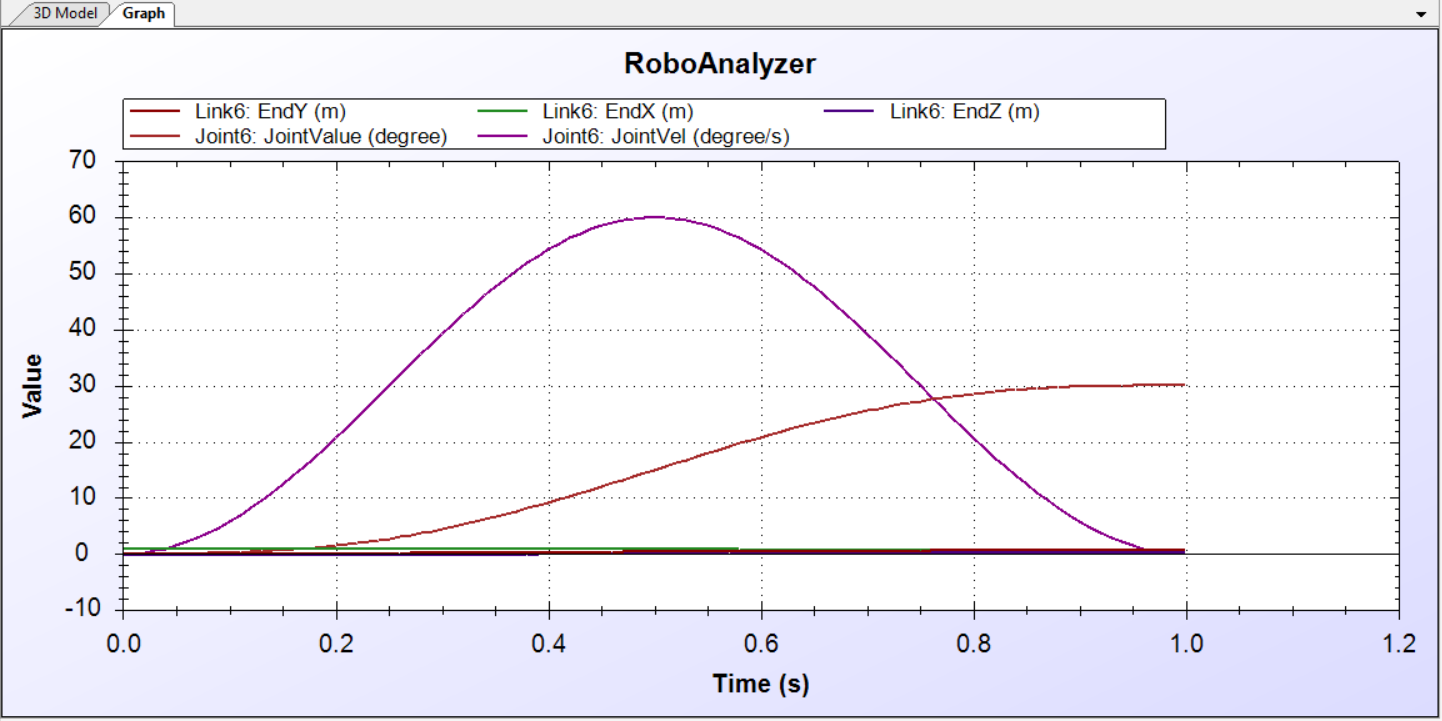 3D Model Graph
RoboAnalyzer
Link6: EndY (m) Link6: EndX (m) Link6: EndZ (m)
Joint6: JointValue (degree) Joint6: JointVel (degree/s)
70
60
50
40
30
20
10
0
-10
Value
0.0 0.2 0.4 0.6 0.8 1.0 1.2
Time (s)